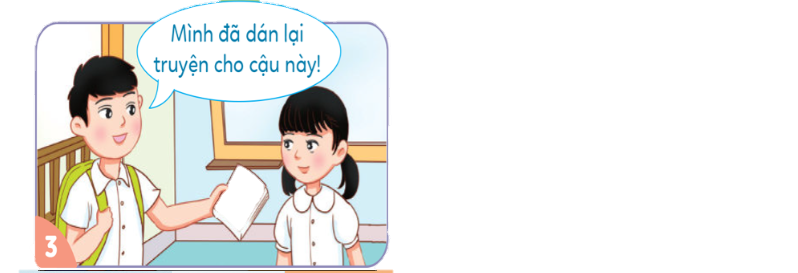 Mình đã dán lại
truyện cho cậu này!
3